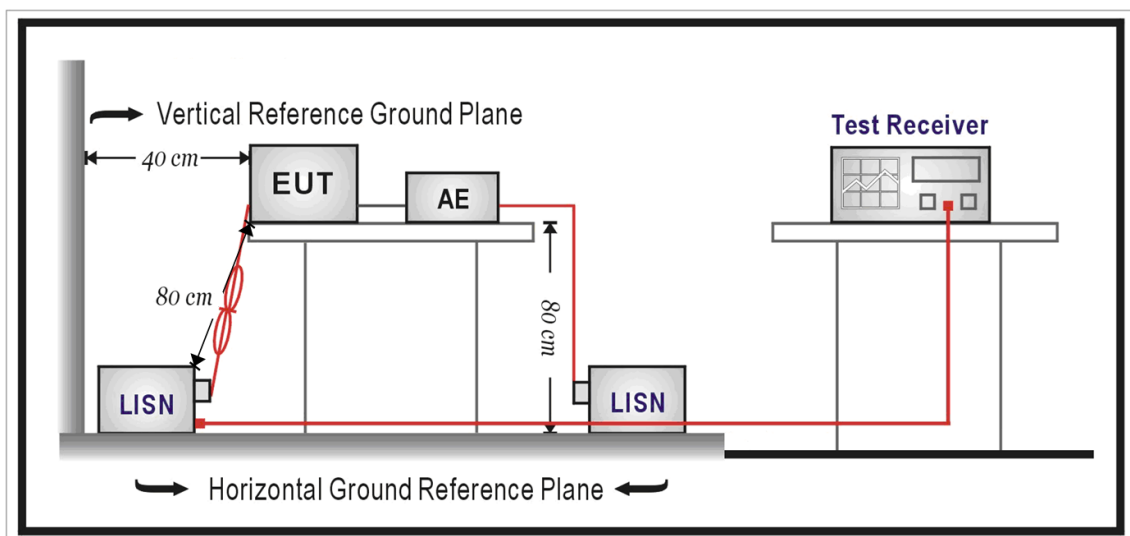 Vertical Reference Ground Plane
Test Receiver
40 cm
EUT
AE
80 cm
80 cm
LISN
LISN
Horizontal Ground Reference Plane